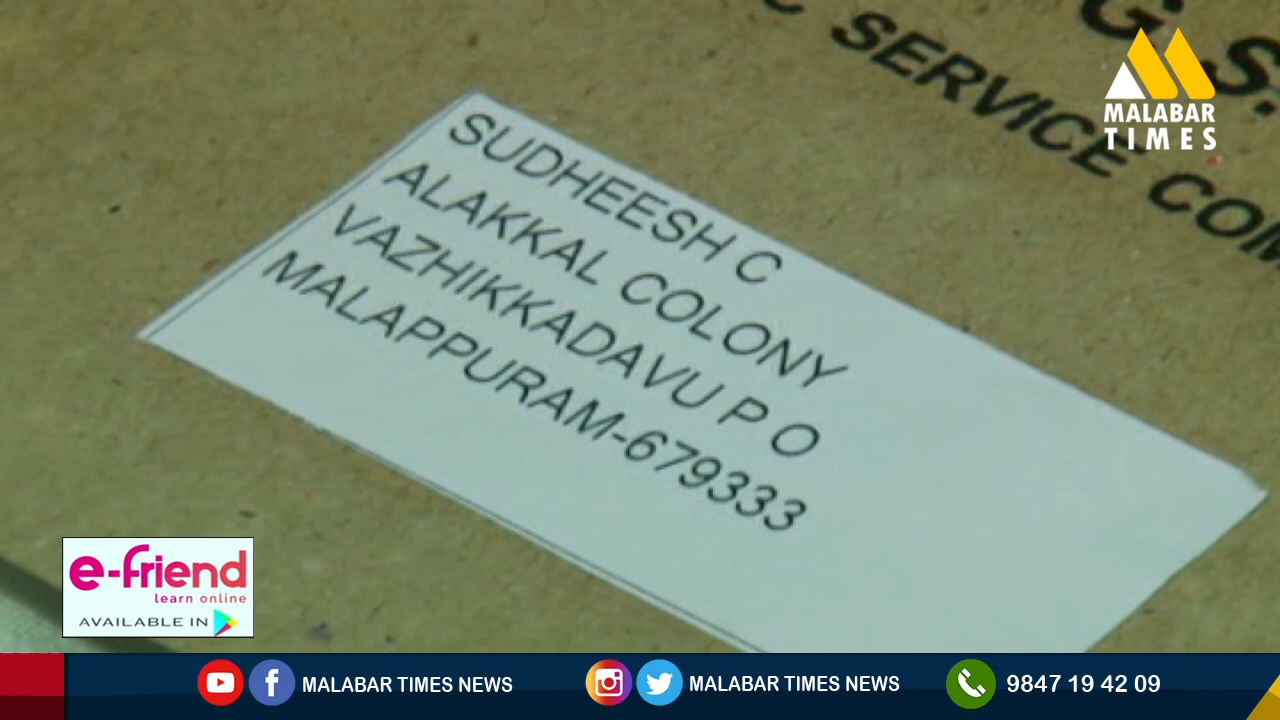 G.S.
C SERVICE COM
MALABAR
TIMES
SUDHEESH C
ALAKKAL COLONY
VAZHIKKADAVU P O
MALAPPURAM-679333
e-friend
learn online
AVAILABLE IN
MALABAR TIMES NEWS
MALABAR TIMES NEWS
9847 19 42 09